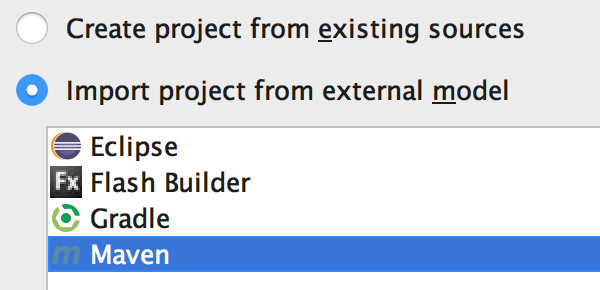 Create project from existing sources
Import project from external model
Eclipse
Fx Flash Builder
Gradle
m Maven